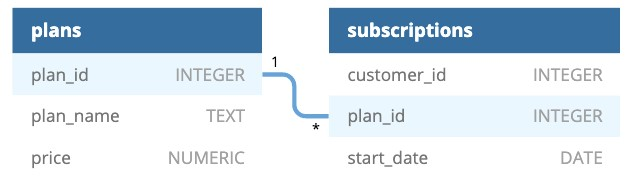 plans
plan_id INTEGER
plan_name TEXT
price NUMERIC
1
*
subscriptions
customer_id INTEGER
plan_id INTEGER
start_date DATE